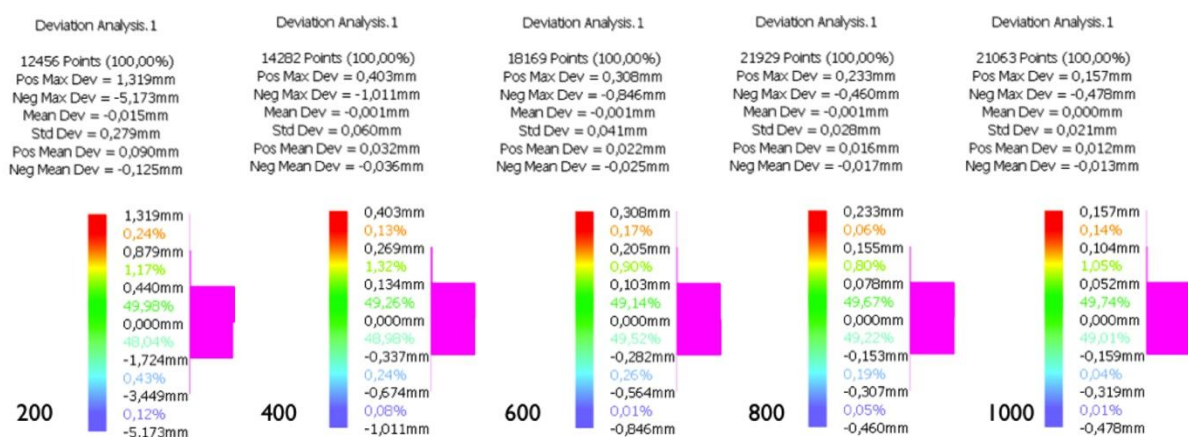 Deviation Analysis.1
12456 Points (100,00%)
Pos Max Dev = 1,319mm
Neg Max Dev = -5,173mm
Mean Dev = -0,015mm
Std Dev = 0,279mm
Pos Mean Dev = 0,090mm
Neg Mean Dev = -0,125mm
1,319mm
0,24%
0,879mm
1,17%
0,440mm
49,98%
0,000mm
48,04%
-1,724mm
0,43%
-3,449mm
0,12%
-5,173mm
200
Deviation Analysis.1
14282 Points (100,00%)
Pos Max Dev = 0,403mm
Neg Max Dev = -1,011mm
Mean Dev = -0,001mm
Std Dev = 0,060mm
Pos Mean Dev = 0,032mm
Neg Mean Dev = -0,036mm
0,403mm
0,13%
0,269mm
1,32%
0,134mm
49,26%
0,000mm
48,98%
-0,337mm
0,24%
-0,674mm
0,08%
-1,011mm
400
Deviation Analysis.1
18169 Points (100,00%)
Pos Max Dev = 0,308mm
Neg Max Dev = -0,846mm
Mean Dev = -0,001mm
Std Dev = 0,041mm
Pos Mean Dev = 0,022mm
Neg Mean Dev = -0,025mm
0,308mm
0,17%
0,205mm
0,90%
0,103mm
49,14%
0,000mm
49,52%
-0,282mm
0,26%
-0,564mm
0,01%
-0,846mm
600
Deviation Analysis.1
21929 Points (100,00%)
Pos Max Dev = 0,233mm
Neg Max Dev = -0,460mm
Mean Dev = -0,001mm
Std Dev = 0,028mm
Pos Mean Dev = 0,016mm
Neg Mean Dev = -0,017mm
0,233mm
0,06%
0,155mm
0,80%
0,078mm
49,67%
0,000mm
49,22%
-0,153mm
0,19%
-0,307mm
0,05%
-0,460mm
800
Deviation Analysis.1
21063 Points (100,00%)
Pos Max Dev = 0,157mm
Neg Max Dev = -0,478mm
Mean Dev = 0,000mm
Std Dev = 0,021mm
Pos Mean Dev = 0,012mm
Neg Mean Dev = -0,013mm
0,157mm
0,14%
0,104mm
1,05%
0,052mm
49,74%
0,000mm
49,01%
-0,159mm
0,04%
-0,319mm
0,01%
-0,478mm
1000